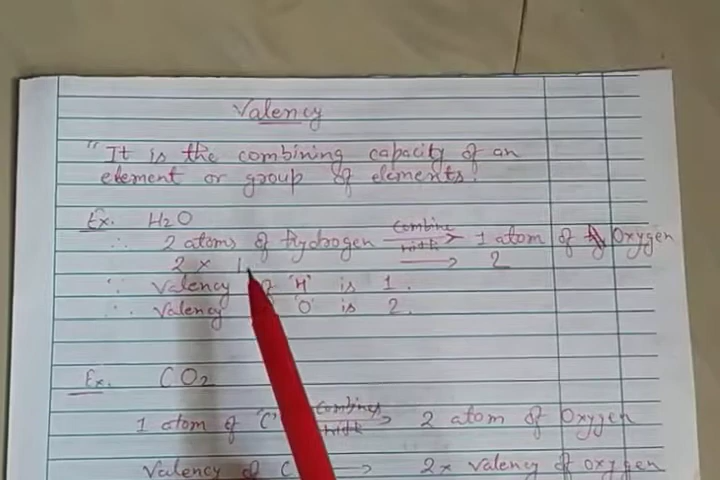 Valency
"It is the combining capacity of an
element or group of elements.
Ex. H2O
∴ 2 atoms of hydrogen combine with → 1 atom of Oxygen
2 × 1 → 2
∵ Valency of 'H' is 1.
∴ Valency 'O' is 2.
Ex. CO2
1 atom of 'C' combines with → 2 atom of Oxygen
Valency of C → 2× Valency of oxygen